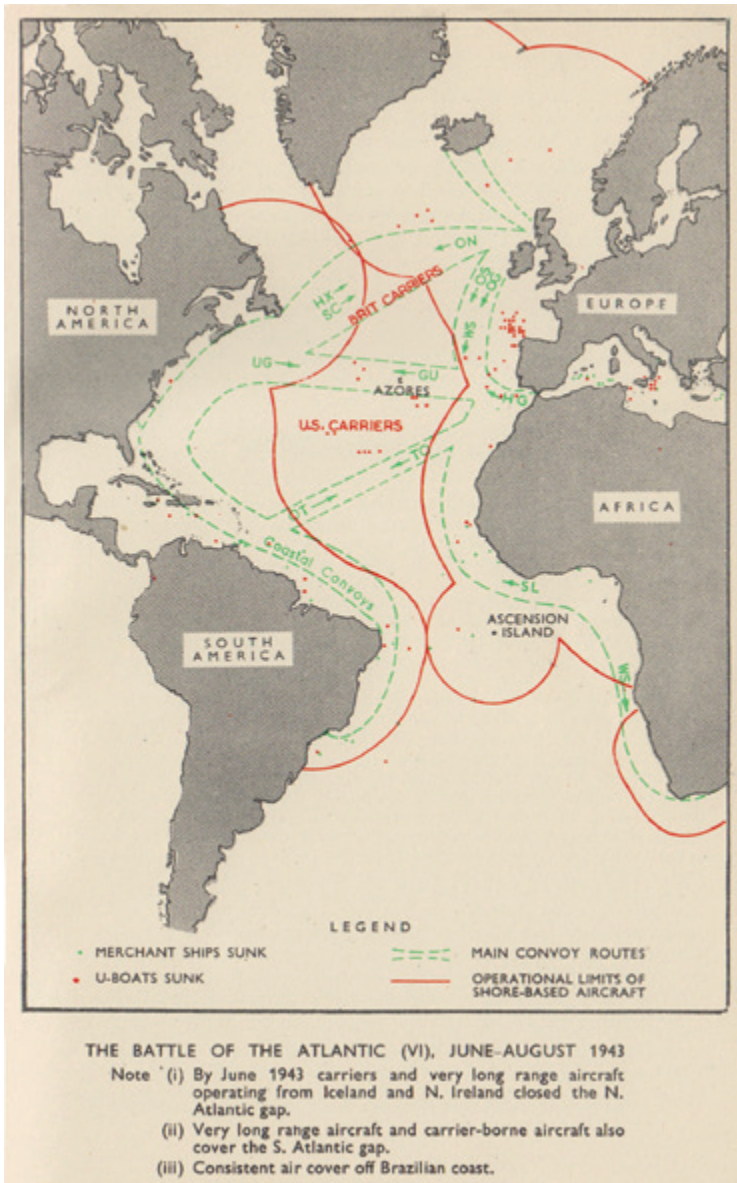 NORTH
AMERICA
ON
HX
SC
BRIT CARRIERS
OS
WS
EUROPE
UG
GU
AZORES
HG
U.S. CARRIERS
TO
OT
AFRICA
Coastal Convoys
SL
ASCENSION
ISLAND
SOUTH
AMERICA
WS
LEGEND
MERCHANT SHIPS SUNK
MAIN CONVOY ROUTES
U-BOATS SUNK
OPERATIONAL LIMITS OF
SHORE-BASED AIRCRAFT
THE BATTLE OF THE ATLANTIC (VI), JUNE-AUGUST 1943
Note (i) By June 1943 carriers and very long range aircraft
operating from Iceland and N. Ireland closed the N.
Atlantic gap.
(ii) Very long range aircraft and carrier-borne aircraft also
cover the S. Atlantic gap.
(iii) Consistent air cover off Brazilian coast.